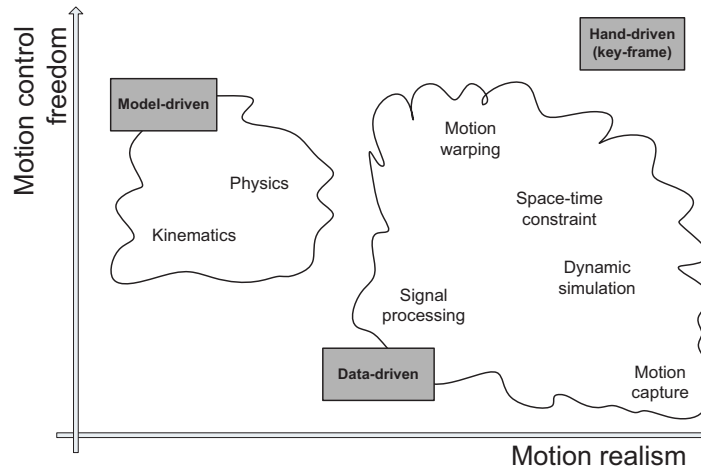 Motion control
freedom
Hand-driven
(key-frame)
Model-driven
Motion
warping
Physics
Space-time
constraint
Kinematics
Dynamic
simulation
Signal
processing
Data-driven
Motion
capture
Motion realism